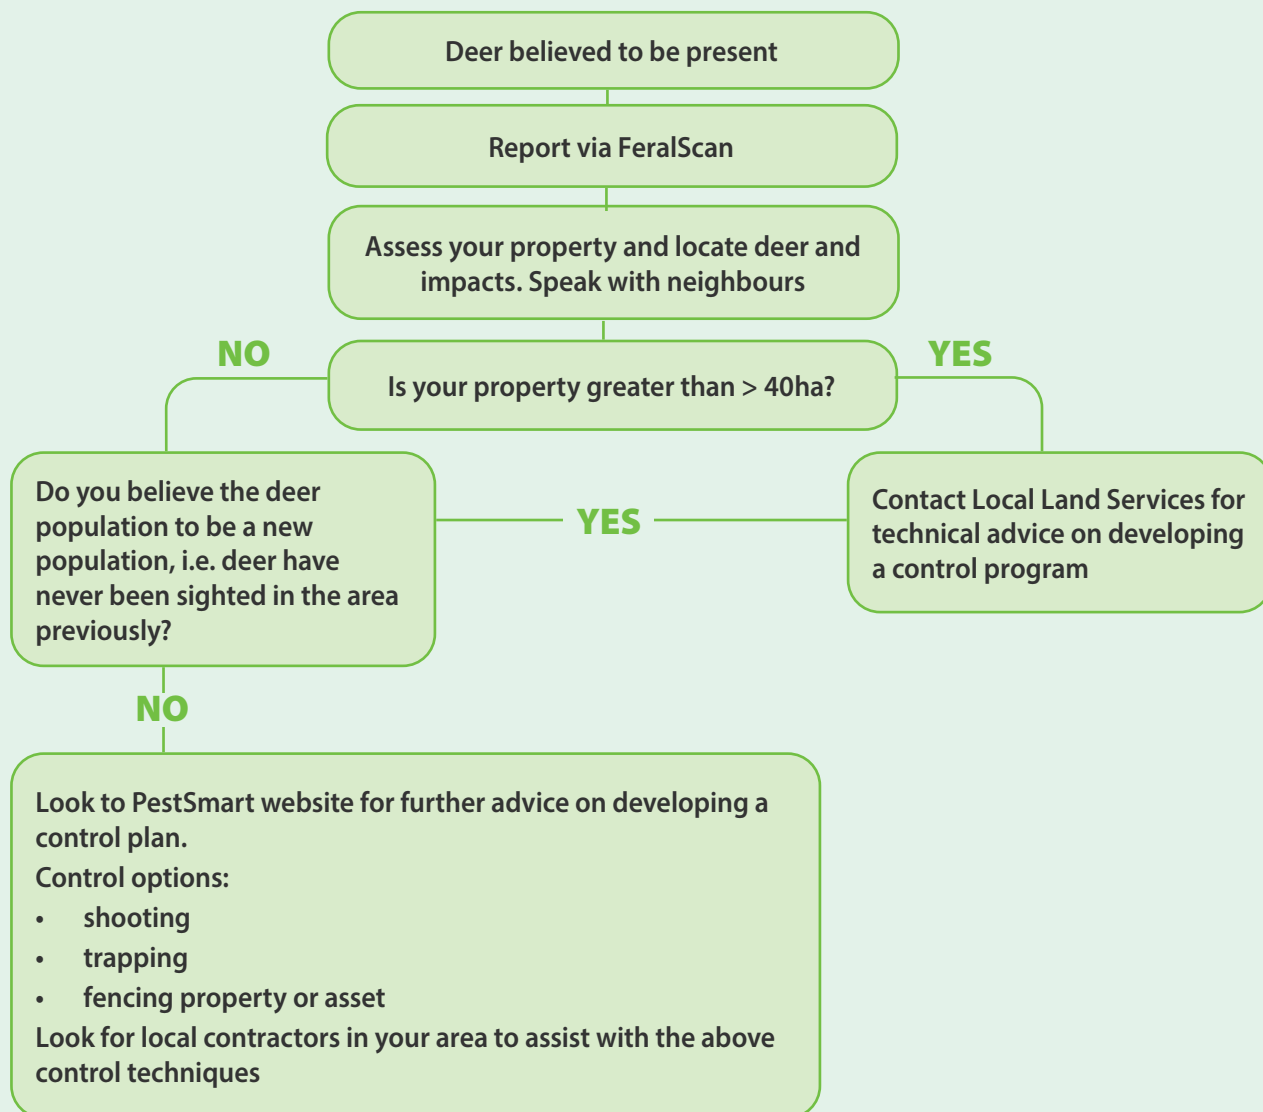 Deer believed to be present
Report via FeralScan
Assess your property and locate deer and
impacts. Speak with neighbours
NO
YES
Is your property greater than > 40ha?
Do you believe the deer
population to be a new
population, i.e. deer have
never been sighted in the area
previously?
YES
Contact Local Land Services for
technical advice on developing
a control program
NO
Look to PestSmart website for further advice on developing a
control plan.
Control options:
• shooting
• trapping
• fencing property or asset
Look for local contractors in your area to assist with the above
control techniques